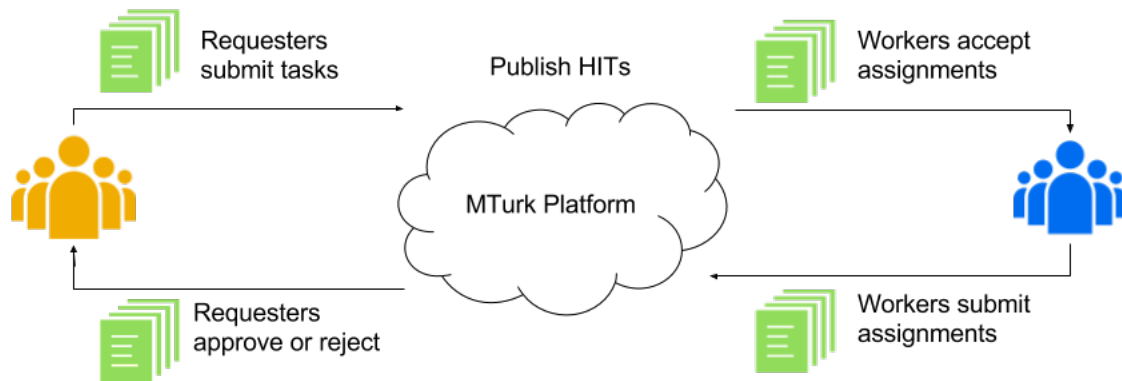 Requesters
submit tasks
Publish HITs
Workers accept
assignments
MTurk Platform
Requesters
approve or reject
Workers submit
assignments